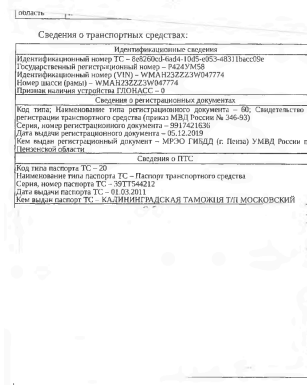 область
Сведения о транспортных средствах:
Идентификационные сведения
Идентификационный номер ТС – 8e8260cd-6ad4-10d5-e053-48311bacc09e
Государственный регистрационный номер – Р424УМ58
Идентификационный номер (VIN) – WMAH23ZZZ3W047774
Номер шасси (рамы) – WMAH23ZZZ3W047774
Признак наличия устройства ГЛОНАСС – 0
Сведения о регистрационных документах
Код типа; Наименование типа регистрационного документа – 60; Свидетельство
регистрации транспортного средства (приказ МВД России № 346-93)
Серия, номер регистрационного документа – 9917421636
Дата выдачи регистрационного документа – 05.12.2019
Кем выдан регистрационный документ – МРЭО ГИБДД (г. Пенза) УМВД России п
Пензенской области
Сведения о ПТС
Код типа паспорта ТС – 20
Наименование типа паспорта ТС – Паспорт транспортного средства
Серия, номер паспорта ТС – 39ТТ544212
Дата выдачи паспорта ТС – 01.03.2011
Кем выдан паспорт ТС – КАЛИНИНГРАДСКАЯ ТАМОЖНЯ Т/П МОСКОВСКИЙ